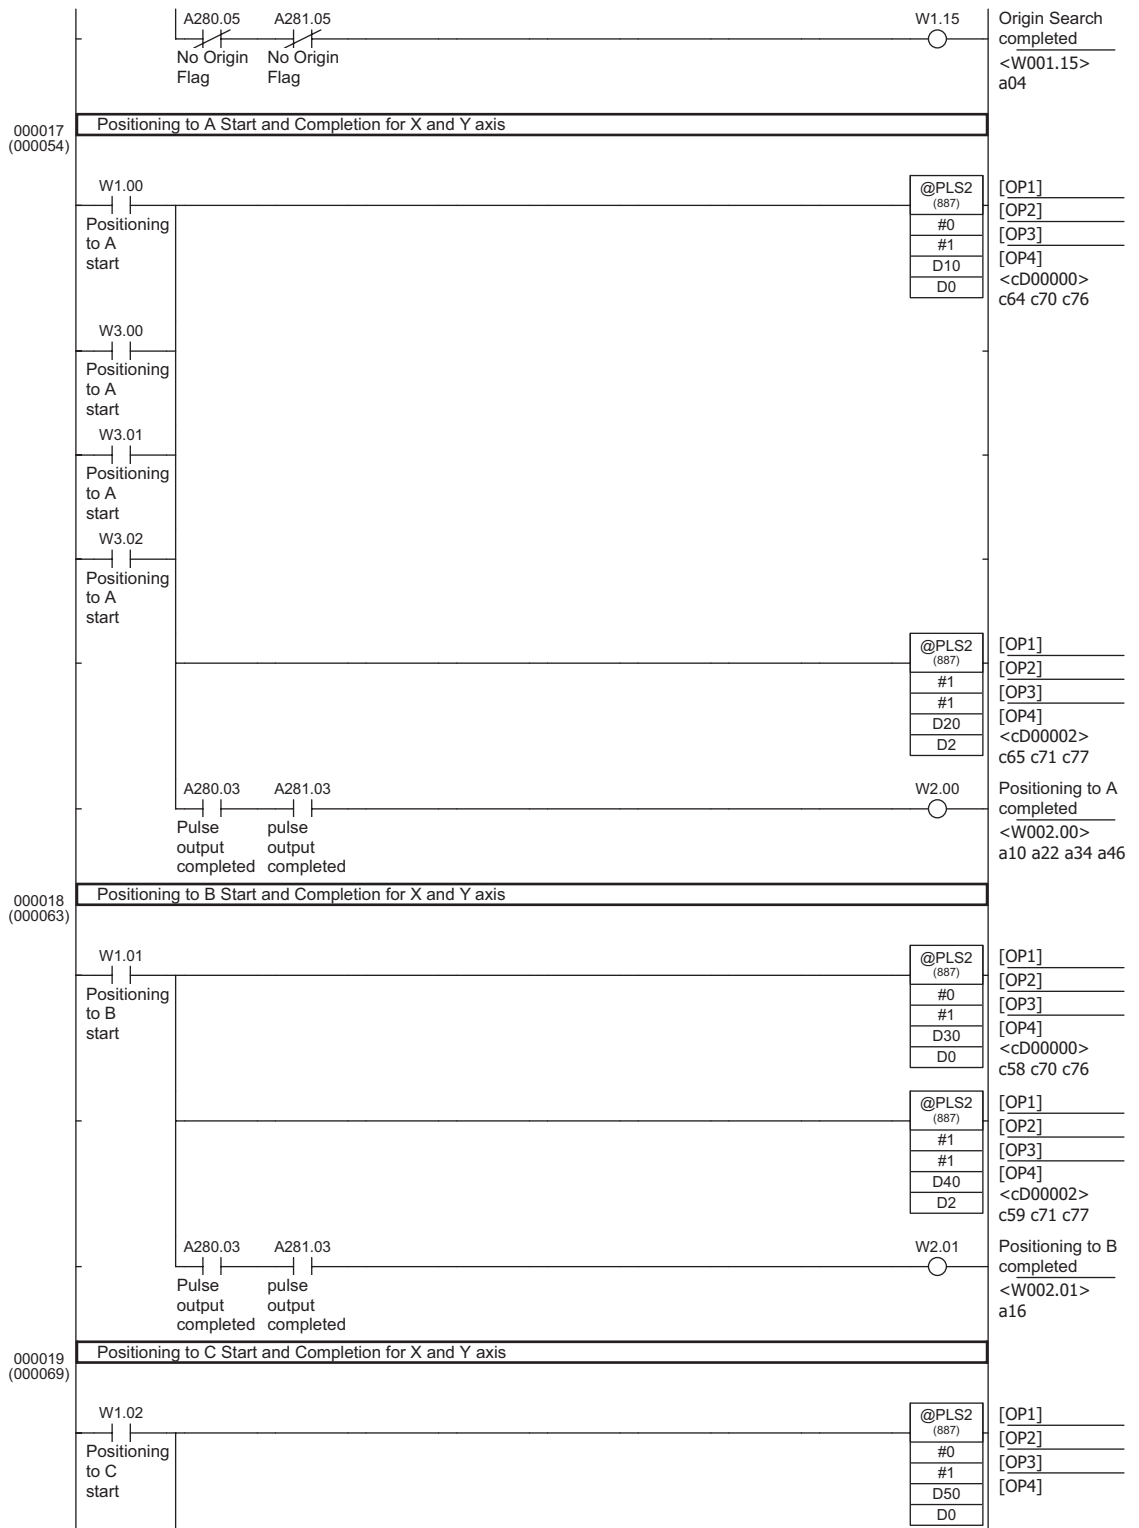 A280.05 A281.05 W1.15 Origin Search
completed
No Origin No Origin <W001.15>
Flag Flag a04
000017 Positioning to A Start and Completion for X and Y axis
(000054)
W1.00 @PLS2 [OP1]
(887) [OP2]
Positioning #0 [OP3]
to A #1 [OP4]
start D10 <cD00000>
D0 c64 c70 c76
W3.00
Positioning
to A
start
W3.01
Positioning
to A
start
W3.02
Positioning
to A
start
@PLS2 [OP1]
(887) [OP2]
#1 [OP3]
#1 [OP4]
D20 <cD00002>
D2 c65 c71 c77
A280.03 A281.03 W2.00 Positioning to A
completed
Pulse pulse <W002.00>
output output a10 a22 a34 a46
completed completed
000018 Positioning to B Start and Completion for X and Y axis
(000063)
W1.01 @PLS2 [OP1]
(887) [OP2]
Positioning #0 [OP3]
to B #1 [OP4]
start D30 <cD00000>
D0 c58 c70 c76
@PLS2 [OP1]
(887) [OP2]
#1 [OP3]
#1 [OP4]
D40 <cD00002>
D2 c59 c71 c77
A280.03 A281.03 W2.01 Positioning to B
completed
Pulse pulse <W002.01>
output output a16
completed completed
000019 Positioning to C Start and Completion for X and Y axis
(000069)
W1.02 @PLS2 [OP1]
(887) [OP2]
Positioning #0 [OP3]
to C #1 [OP4]
start D50
D0